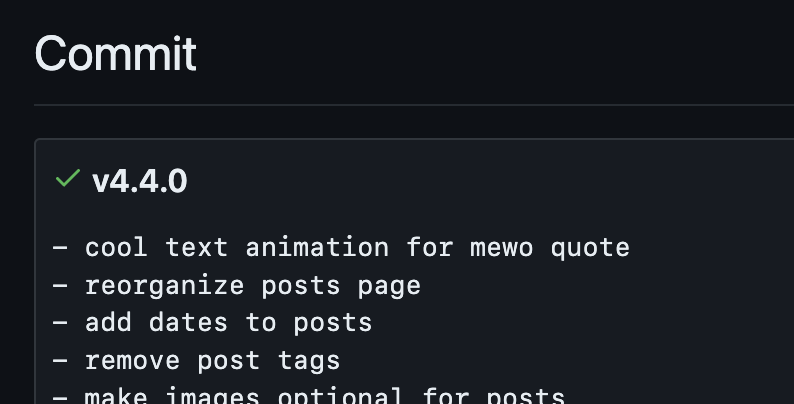 Commit
v4.4.0
– cool text animation for mewo quote
– reorganize posts page
– add dates to posts
– remove post tags
– make images optional for posts